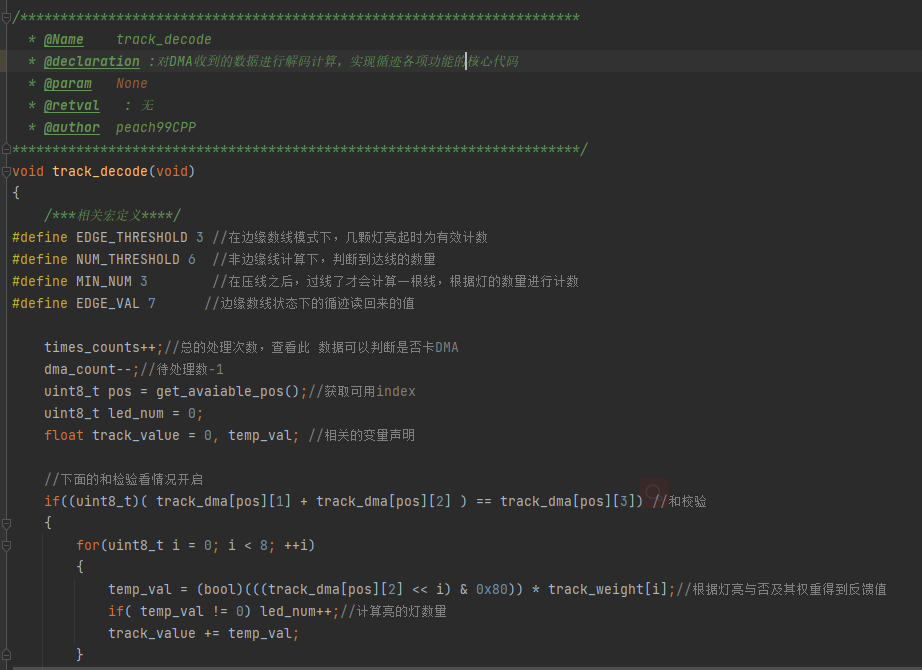 /**********************************************************************
* @Name    track_decode
* @declaration :对DMA收到的数据进行解码计算，实现循迹各项功能的核心代码
* @param   None
* @retval   : 无
* @author  peach99CPP
***********************************************************************/
void track_decode(void)
{
    /***相关宏定义****/
#define EDGE_THRESHOLD 3 //在边缘数线模式下，几颗灯亮起时为有效计数
#define NUM_THRESHOLD 6  //非边缘线计算下，判断到达线的数量
#define MIN_NUM 3        //在压线之后，过线了才会计算一根线，根据灯的数量进行计数
#define EDGE_VAL 7      //边缘数线状态下的循迹读回来的值
    times_counts++;//总的处理次数，查看此 数据可以判断是否卡DMA
    dma_count--;//待处理数-1
    uint8_t pos = get_avaiable_pos();//获取可用index
    uint8_t led_num = 0;
    float track_value = 0, temp_val; //相关的变量声明
    //下面的和检验看情况开启
    if((uint8_t)( track_dma[pos][1] + track_dma[pos][2] ) == track_dma[pos][3]) //和校验
    {
        for(uint8_t i = 0; i < 8; ++i)
        {
            temp_val = (bool)(((track_dma[pos][2] << i) & 0x80)) * track_weight[i];//根据灯亮与否及其权重得到反馈值
            if( temp_val != 0) led_num++;//计算亮的灯数量
            track_value += temp_val;
        }